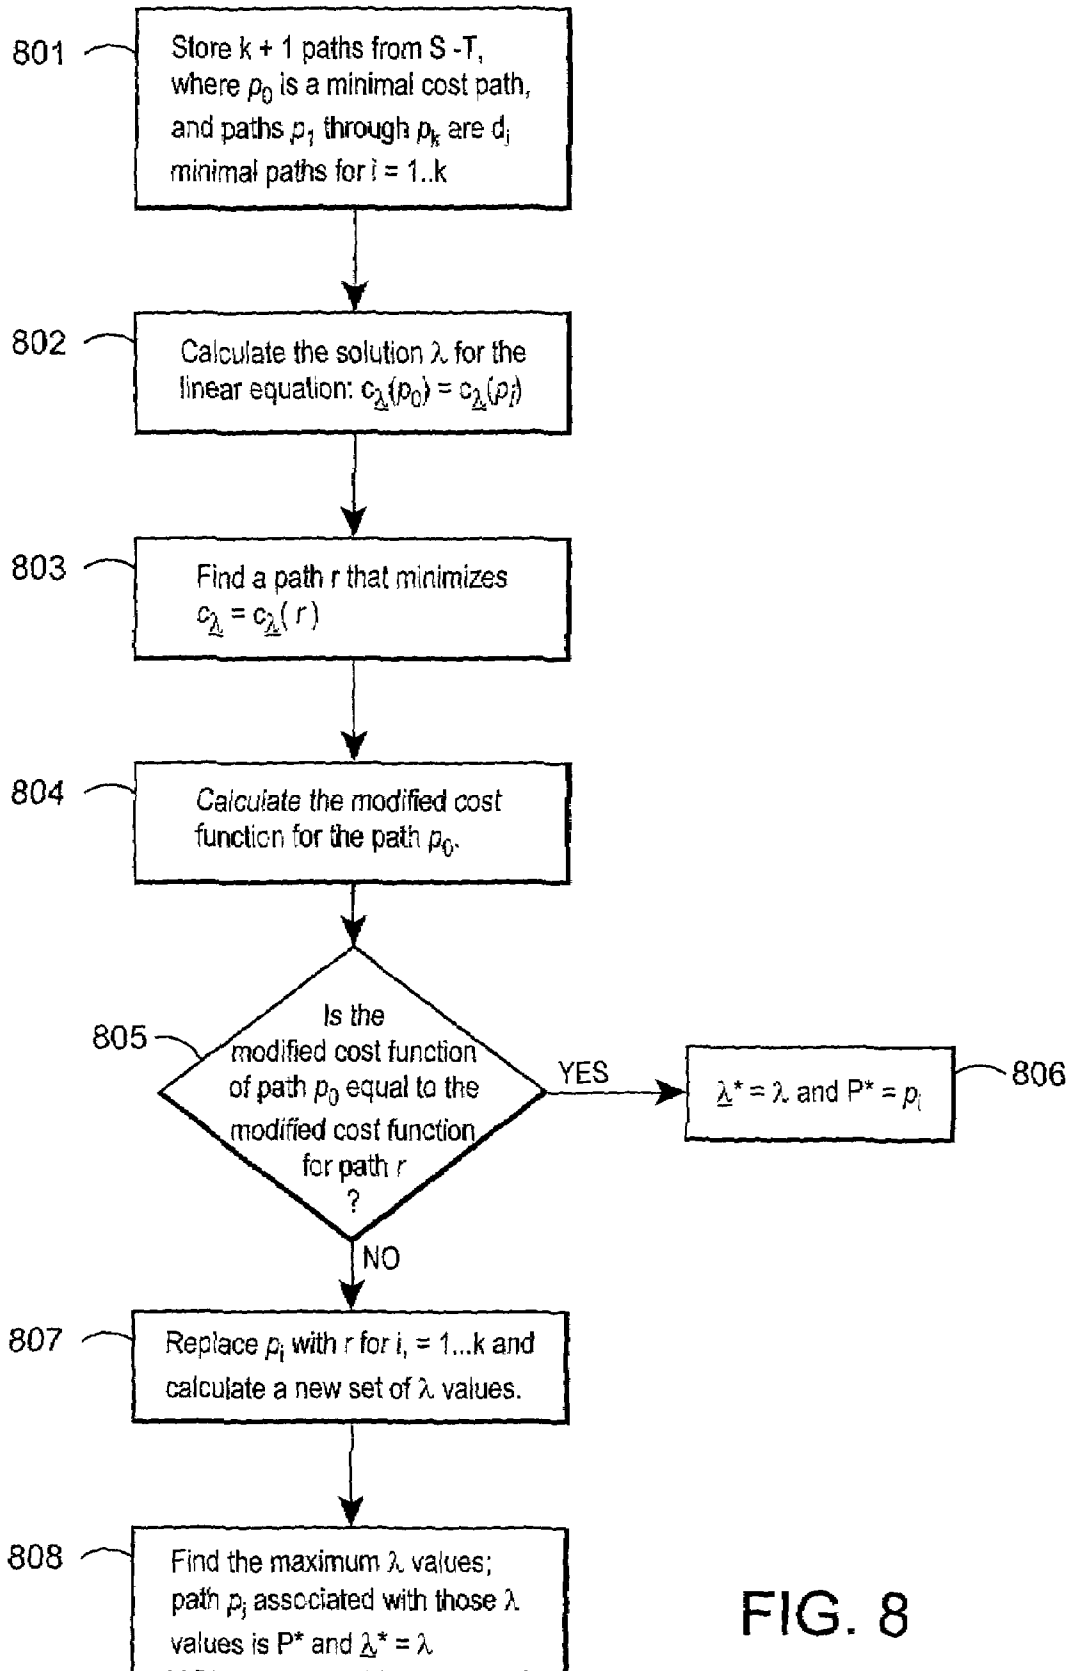 801
Store k + 1 paths from S -T,
where p0 is a minimal cost path,
and paths p1 through pk are di
minimal paths for i = 1..k
802
Calculate the solution λ for the
linear equation: cλ(p0) = cλ(pi)
803
Find a path r that minimizes
cλ = cλ( r )
804
Calculate the modified cost
function for the path p0.
805
Is the
modified cost function
of path p0 equal to the
modified cost function
for path r
?
YES
λ* = λ and P* = pi
806
NO
807
Replace pi with r for i, = 1...k and
calculate a new set of λ values.
808
Find the maximum λ values;
path pi associated with those λ
values is P* and λ* = λ
FIG. 8